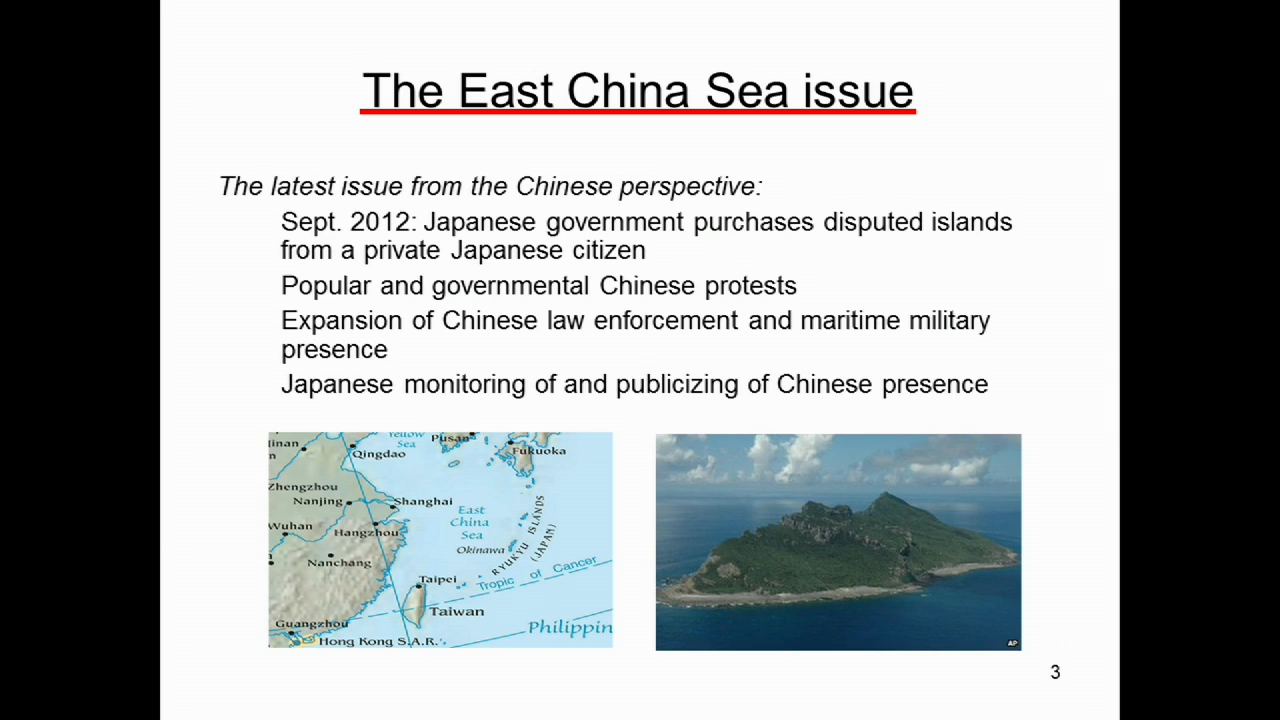 The East China Sea issue
The latest issue from the Chinese perspective:
Sept. 2012: Japanese government purchases disputed islands
from a private Japanese citizen
Popular and governmental Chinese protests
Expansion of Chinese law enforcement and maritime military
presence
Japanese monitoring of and publicizing of Chinese presence
Yellow
Sea
Pusan
Fukuoka
Qingdao
Zhengzhou
Nanjing
Shanghai
East
China
Sea
Wuhan
Hangzhou
Okinawa
RYUKYU ISLANDS
(JAPAN)
Nanchang
Taipei
Tropic of Cancer
Taiwan
Guangzhou
Philippin
Hong Kong S.A.R.
AP
3